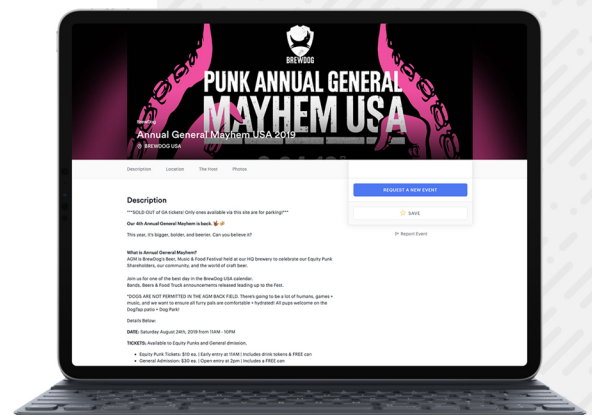 BREWDOG
PUNK ANNUAL GENERAL
MAYHEM USA
BrewDog
Annual General Mayhem USA 2019
BREWDOG USA
Description Location The Host Photos
REQUEST A NEW EVENT
SAVE
Report Event
Description
***SOLD OUT of GA tickets! Only ones available via this site are for parking!***
Our 4th Annual General Mayhem is back. 🤘🍻
This year, it's bigger, bolder, and beerier. Can you believe it?
What is Annual General Mayhem?
AGM is BrewDog's Beer, Music & Food Festival held at our HQ brewery to celebrate our Equity Punk
Shareholders, our community, and the world of craft beer.
Join us for one of the best day in the BrewDog USA calendar.
Bands, Beers & Food Truck announcements released leading up to the Fest.
*DOGS ARE NOT PERMITTED IN THE AGM BACK FIELD. There's going to be a lot of humans, games +
music, and we want to ensure all furry pals are comfortable + hydrated! All pups welcome on the
DogTap patio + Dog Park!
Details Below:
DATE: Saturday August 24th, 2019 from 11AM - 10PM
TICKETS: Available to Equity Punks and General dmission.
• Equity Punk Tickets: $10 ea. | Early entry at 11AM | Includes drink tokens & FREE can
• General Admission: $30 ea. | Open entry at 2pm | Includes a FREE can